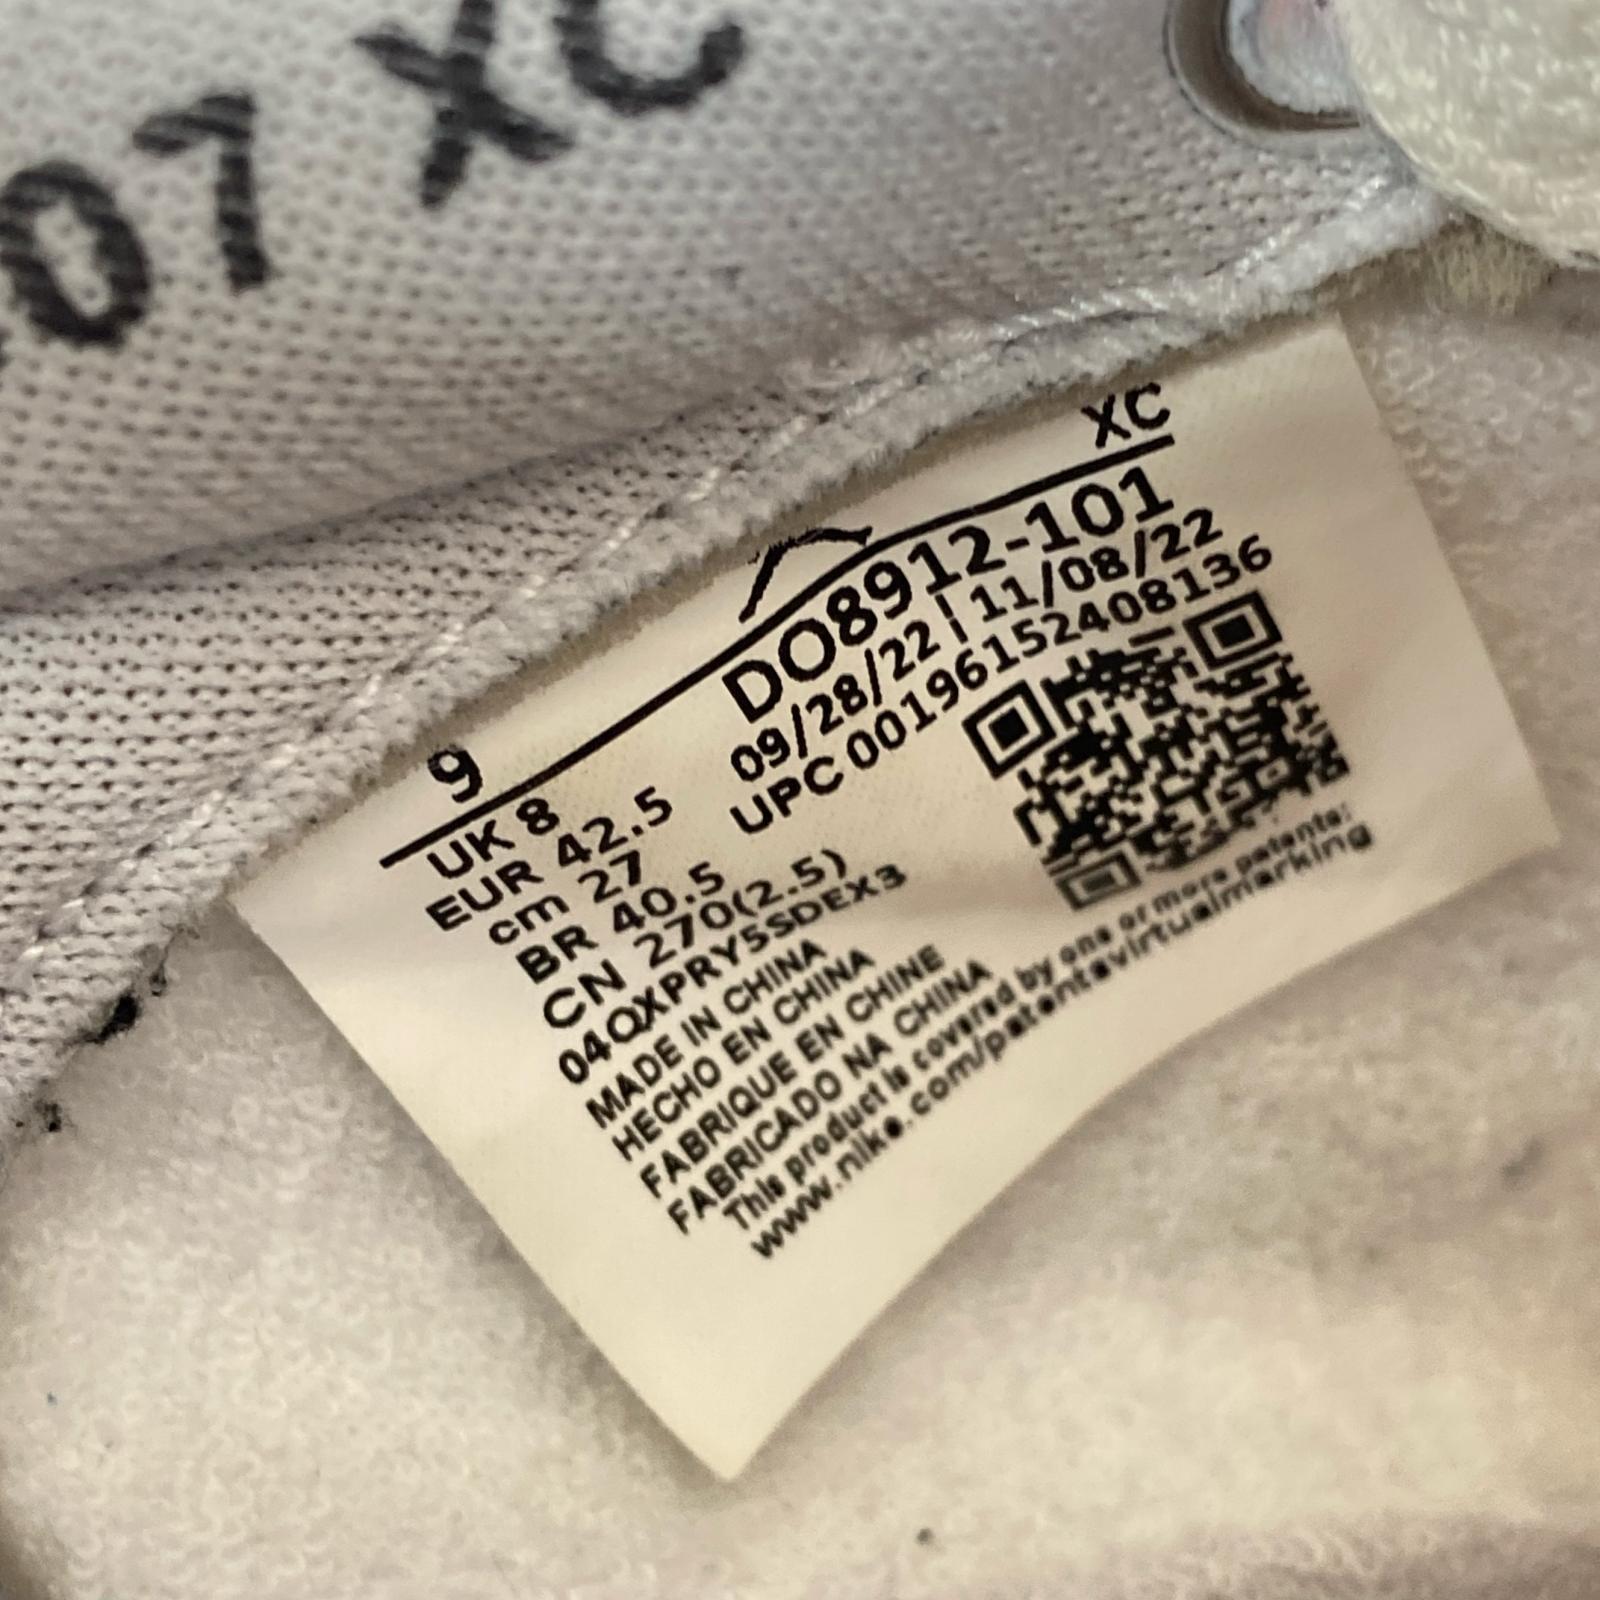 07 XC
XC
9
DO8912-101
09/28/22 | 11/08/22
UPC 00196152408136
UK 8
EUR 42.5
cm 27
BR 40.5
CN 270(2.5)
04QXPRY5SDEX3
MADE IN CHINA
HECHO EN CHINA
FABRIQUE EN CHINE
FABRICADO NA CHINA
This product is covered by one or more patents:
www.nike.com/patentsvirtualmarking